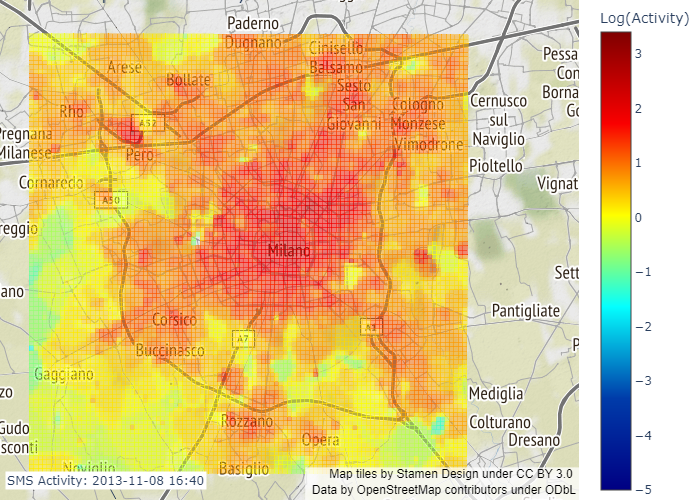 Paderno
Dugnano
Cinisello
Balsamo
Arese
Bollate
Sesto
San
Giovanni
Rho
A52
Cologno
Monzese
Pero
Vimodrone
Pregnana
Milanese
Cornaredo
A50
reggio
Milano
ano
Corsico
A7
A1
Buccinasco
Gaggiano
zo
Rozzano
Gudo
sconti
Opera
Noviglio
Basiglio
Pessa
Con
Borna
Go
Cernusco
sul
Naviglio
Pioltello
Vignat
Sett
Pantigliate
P
Mediglia
Colturano
Dresano
SMS Activity: 2013-11-08 16:40
Map tiles by Stamen Design under CC BY 3.0
Data by OpenStreetMap contributors under ODbL
Log(Activity)
3
2
1
0
−1
−2
−3
−4
−5